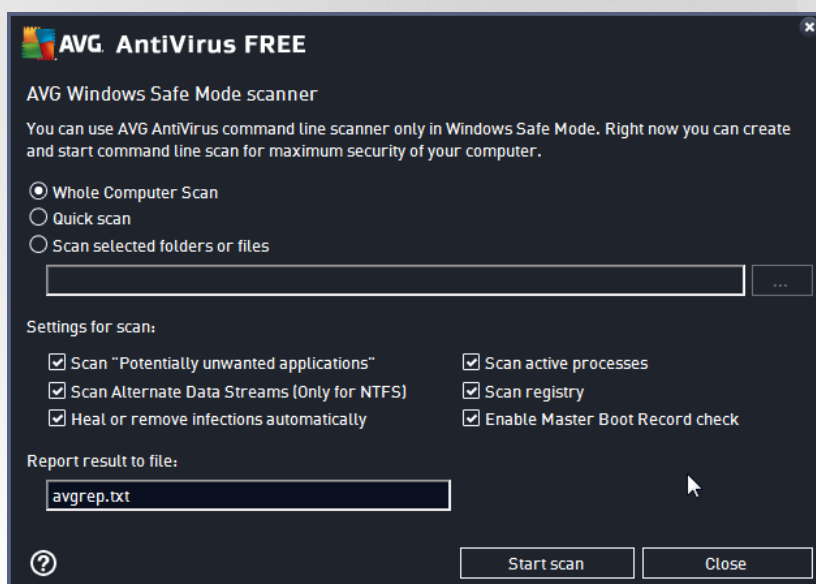 AVG. AntiVirus FREE
AVG Windows Safe Mode scanner
You can use AVG AntiVirus command line scanner only in Windows Safe Mode. Right now you can create
and start command line scan for maximum security of your computer.
Whole Computer Scan
Quick scan
Scan selected folders or files
...
Settings for scan:
Scan "Potentially unwanted applications"
Scan active processes
Scan Alternate Data Streams (Only for NTFS)
Scan registry
Heal or remove infections automatically
Enable Master Boot Record check
Report result to file:
avgrep.txt
?
Start scan
Close